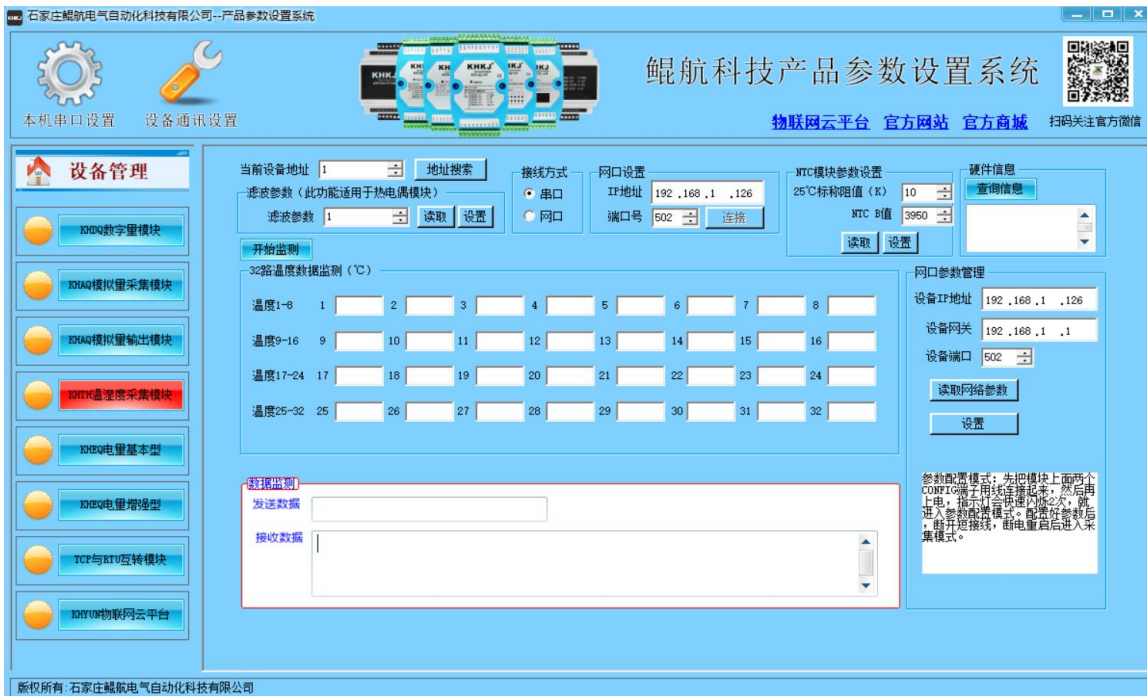 石家庄鲲航电气自动化科技有限公司--产品参数设置系统
本机串口设置 设备通讯设置
KHKJ
鲲航科技产品参数设置系统
物联网云平台 官方网站 官方商城
扫码关注官方微信
设备管理
KHDQ数字量模块
KHAQ模拟量采集模块
KHAQ模拟量输出模块
KHTH温湿度采集模块
KHEQ电量基本型
KHEQ电量增强型
TCP与RTU互转模块
KHYUN物联网云平台
当前设备地址 1 地址搜索
滤波参数(此功能适用于热电偶模块)
滤波参数 1 读取 设置
接线方式
串口
网口
网口设置
IP地址 192 .168 .1 .126
端口号 502 连接
NTC模块参数设置
25℃标称阻值(K) 10
NTC B值 3950
读取 设置
硬件信息
查询信息
开始监测
32路温度数据监测(℃)
温度1-8 1 2 3 4 5 6 7 8
温度9-16 9 10 11 12 13 14 15 16
温度17-24 17 18 19 20 21 22 23 24
温度25-32 25 26 27 28 29 30 31 32
网口参数管理
设备IP地址 192 .168 .1 .126
设备网关 192 .168 .1 .1
设备端口 502
读取网络参数
设置
参数配置模式:先把模块上面两个
CONFIG端子用线连接起来,然后再
上电,指示灯会快速闪烁2次,就
进入参数配置模式。配置好参数后
,断开短接线,断电重启后进入采
集模式。
数据监测
发送数据
接收数据
版权所有:石家庄鲲航电气自动化科技有限公司